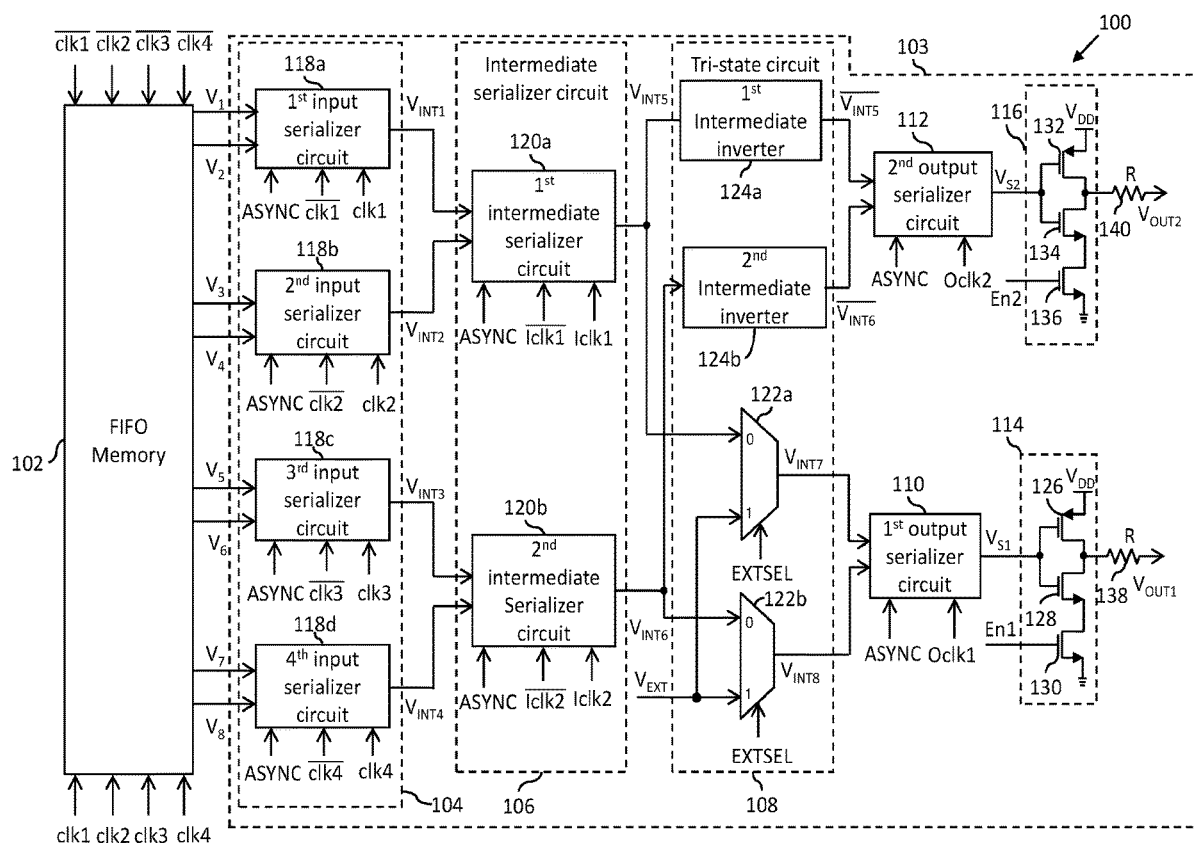 clk1 clk2 clk3 clk4
100
103
118a
1st input
serializer
circuit
V1
V2
VINT1
ASYNC clk1 clk1
118b
2nd input
serializer
circuit
V3
V4
VINT2
ASYNC clk2 clk2
102
FIFO
Memory
118c
3rd input
serializer
circuit
V5
V6
VINT3
ASYNC clk3 clk3
118d
4th input
serializer
circuit
V7
V8
VINT4
ASYNC clk4 clk4
104
clk1 clk2 clk3 clk4
Intermediate
serializer circuit
120a
1st
intermediate
serializer
circuit
VINT5
ASYNC Iclk1 Iclk1
120b
2nd
intermediate
Serializer
circuit
VINT6
ASYNC Iclk2 Iclk2
106
Tri-state circuit
1st
Intermediate
inverter
124a
VINT5
2nd
Intermediate
inverter
124b
VINT6
122a
0
1
VINT7
EXTSEL
122b
0
1
VINT8
VEXT
EXTSEL
108
112
2nd output
serializer
circuit
VS2
ASYNC Oclk2
116
132
VDD
134
R
140
VOUT2
En2
136
110
1st output
serializer
circuit
VS1
ASYNC Oclk1
114
126
VDD
128
R
138
VOUT1
En1
130